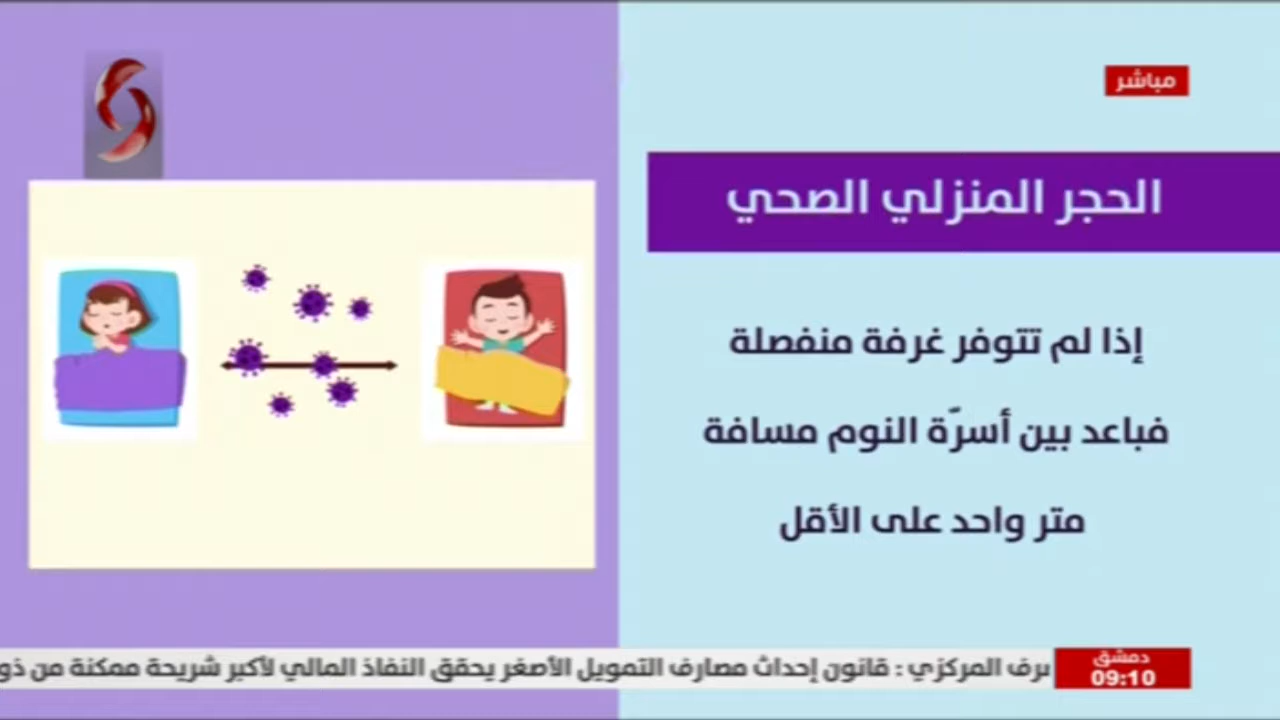 مباشر
الحجر المنزلي الصحي
إذا لم تتوفر غرفة منفصلة
فباعد بين أسرّة النوم مسافة
متر واحد على الأقل
دمشق
09:10
المركزي : قانون إحداث مصارف التمويل الأصغر يحقق النفاذ المالي لأكبر شريحة ممكنة من